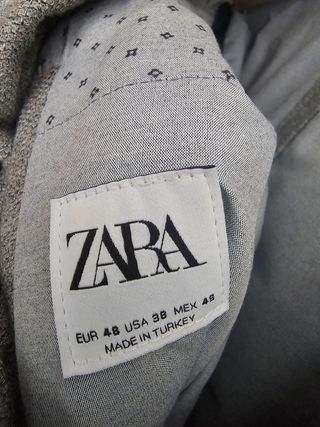 ZARA
EUR 48 USA 38 MEX 48
MADE IN TURKEY